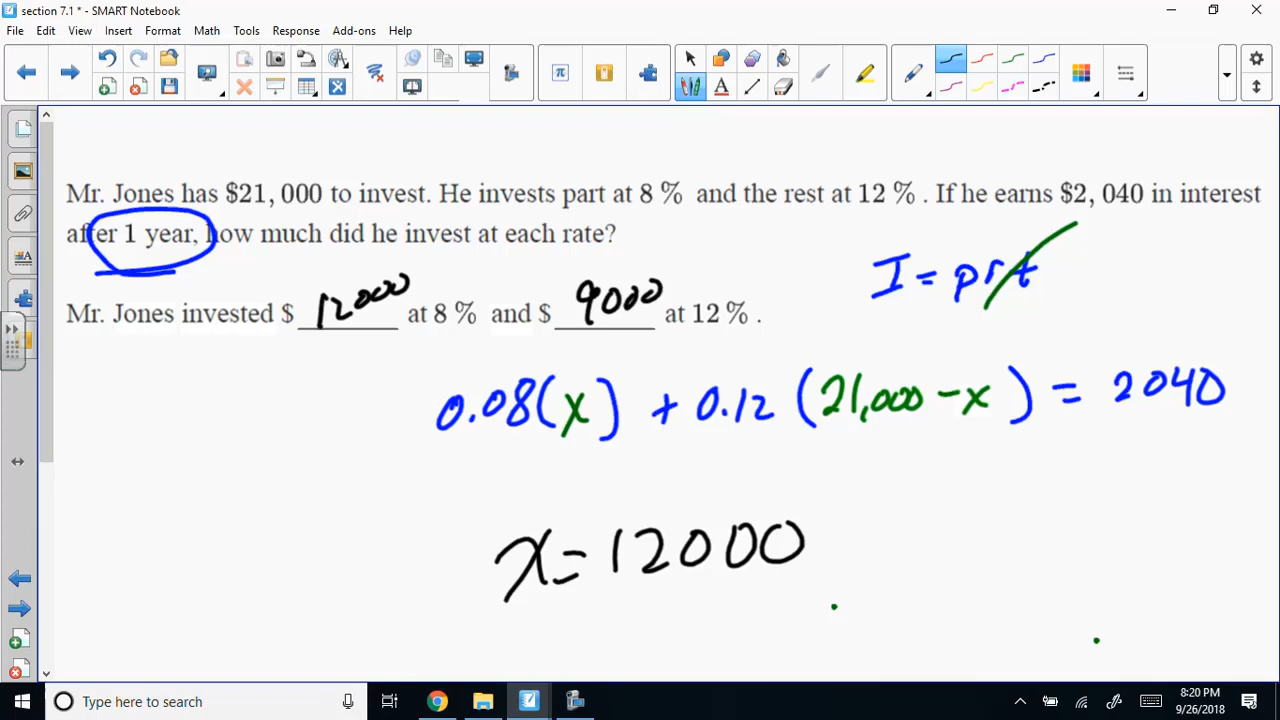 section 7.1 * - SMART Notebook
File Edit View Insert Format Math Tools Response Add-ons Help
Mr. Jones has $21, 000 to invest. He invests part at 8 % and the rest at 12 % . If he earns $2, 040 in interest
after 1 year, how much did he invest at each rate?
I = prt
Mr. Jones invested $ 12000 at 8 % and $ 9000 at 12 % .
0.08(x) + 0.12 (21,000 - x) = 2040
x = 12000
Type here to search
8:20 PM
9/26/2018